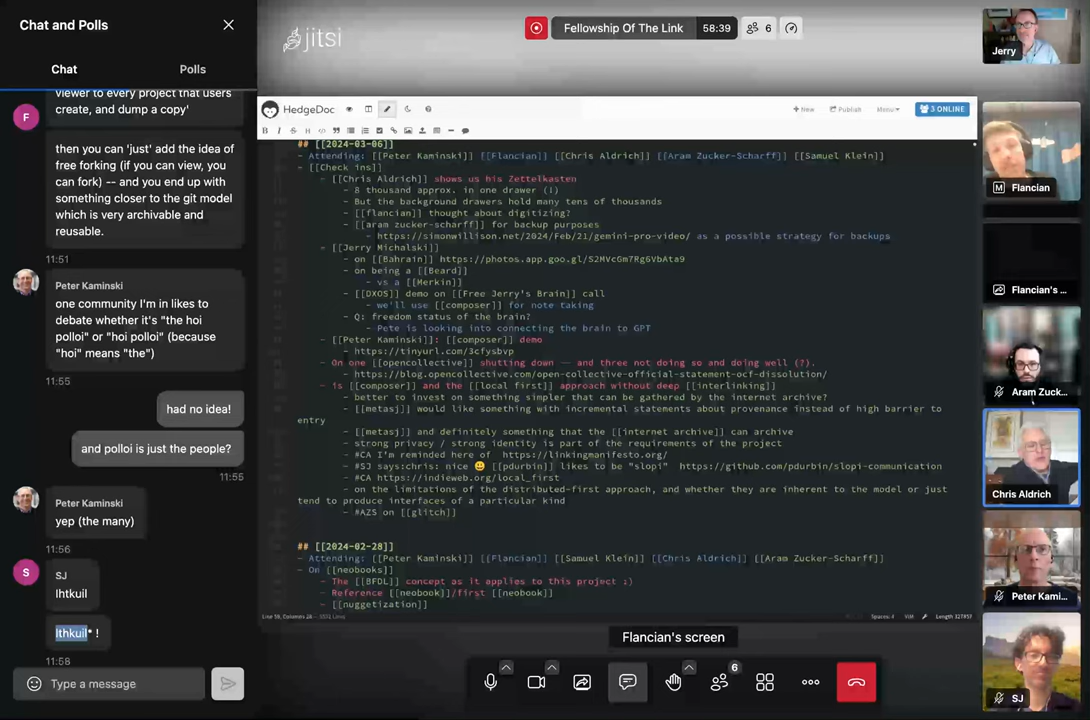 Chat and Polls
Chat
Polls
viewer to every project that users
create, and dump a copy'
F
then you can 'just' add the idea of
free forking (if you can view, you
can fork) -- and you end up with
something closer to the git model
which is very archivable and
reusable.
11:51
Peter Kaminski
one community I'm in likes to
debate whether it's "the hoi
polloi" or "hoi polloi" (because
"hoi" means "the")
11:55
had no idea!
and polloi is just the people?
11:55
Peter Kaminski
yep (the many)
11:56
S
SJ
Ihtkuil
Ithkuil* !
11:58
Type a message
jitsi
Fellowship Of The Link
58:39
6
HedgeDoc
New
Publish
Menu
3 ONLINE
## [[2024-03-06]]
- Attending: [[Peter Kaminski]] [[Flancian]] [[Chris Aldrich]] [[Aram Zucker-Scharff]] [[Samuel Klein]]
- [[Check ins]]
- [[Chris Aldrich]] shows us his Zettelkasten
- 8 thousand approx. in one drawer (!)
- But the background drawers hold many tens of thousands
- [[flancian]] thought about digitizing?
- [[aram zucker-scharff]] for backup purposes
- https://simonwillison.net/2024/Feb/21/gemini-pro-video/ as a possible strategy for backups
- [[Jerry Michalski]]
- on [[Bahrain]] https://photos.app.goo.gl/S2MVcGm7Rg6VbAta9
- on being a [[Beard]]
- vs a [[Merkin]]
- [[DXOS]] demo on [[Free Jerry's Brain]] call
- we'll use [[composer]] for note taking
- Q: freedom status of the brain?
- Pete is looking into connecting the brain to GPT
- [[Peter Kaminski]]: [[composer]] demo
- https://tinyurl.com/3cfysbvp
- On one [[opencollective]] shutting down -- and three not doing so and doing well (?).
- https://blog.opencollective.com/open-collective-official-statement-ocf-dissolution/
- is [[composer]] and the [[local first]] approach without deep [[interlinking]]
- better to invest on something simpler that can be gathered by the internet archive?
- [[metasj]] would like something with incremental statements about provenance instead of high barrier to
entry
- [[metasj]] and definitely something that the [[internet archive]] can archive
- strong privacy / strong identity is part of the requirements of the project
- #CA I'm reminded here of  https://linkingmanifesto.org/
- #SJ says:chris: nice 😀 [[pdurbin]] likes to be "slopi"  https://github.com/pdurbin/slopi-communication
- #CA https://indieweb.org/local_first
- on the limitations of the distributed-first approach, and whether they are inherent to the model or just
tend to produce interfaces of a particular kind
- #AZS on [[glitch]]
## [[2024-02-28]]
- Attending: [[Peter Kaminski]] [[Flancian]] [[Samuel Klein]] [[Chris Aldrich]] [[Aram Zucker-Scharff]]
- On [[neobooks]]
- The [[BFDL]] concept as it applies to this project :)
- Reference [[neobook]]/first [[neobook]]
- [[nuggetization]]
Flancian's screen
6
Jerry
M
Flancian
Flancian's ...
Aram Zuck...
Chris Aldrich
Peter Kami...
SJ